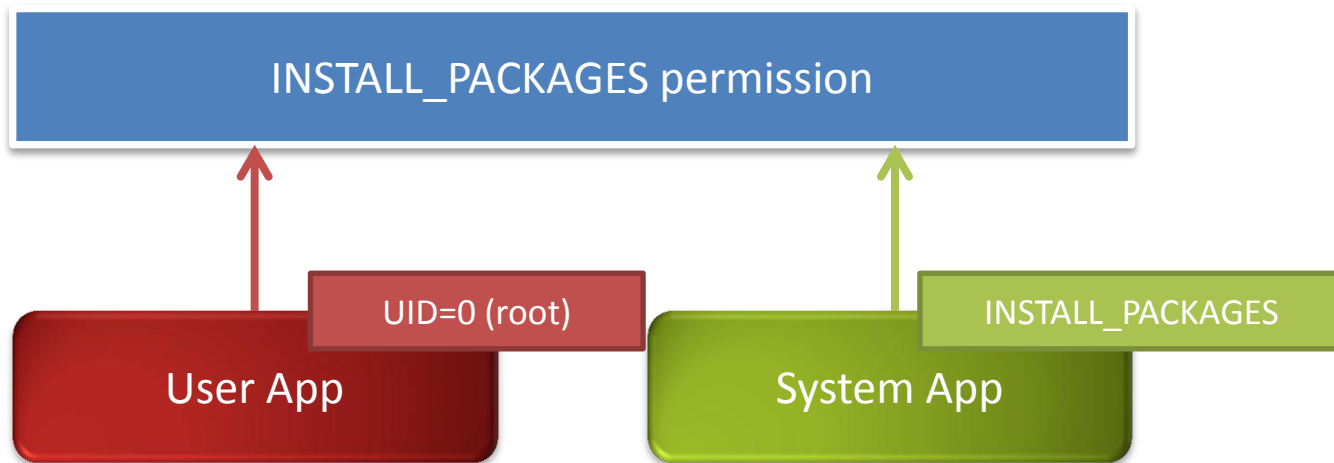 INSTALL_PACKAGES permission
UID=0 (root)
INSTALL_PACKAGES
User App
System App